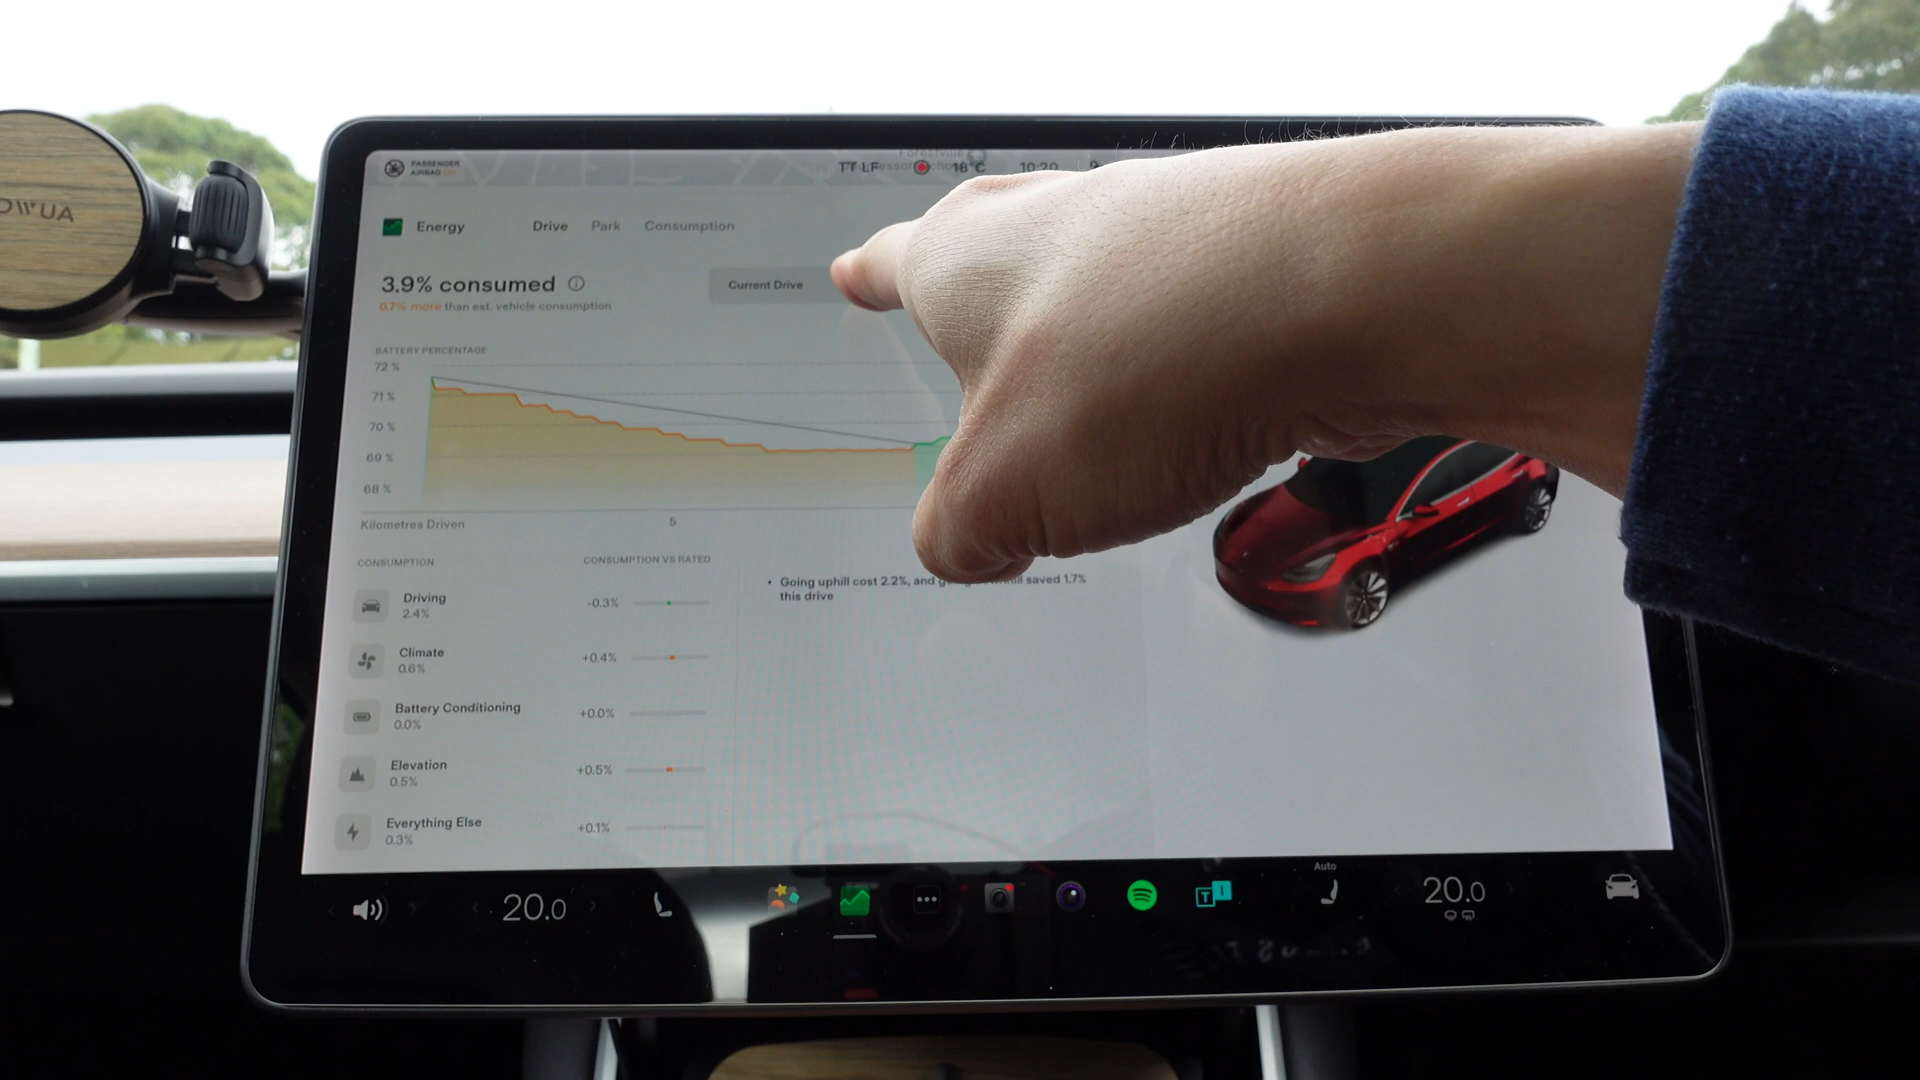 PASSENGER
AIRBAG
Forestville
18°C
10:20
Energy
Drive
Park
Consumption
3.9% consumed
0.7% more than est. vehicle consumption
Current Drive
BATTERY PERCENTAGE
72 %
71 %
70 %
69 %
68 %
Kilometres Driven
5
CONSUMPTION
CONSUMPTION VS RATED
Driving
2.4%
-0.3%
Climate
0.6%
+0.4%
Battery Conditioning
0.0%
+0.0%
Elevation
0.5%
+0.5%
Everything Else
0.3%
+0.1%
• Going uphill cost 2.2%, and saved 1.7%
this drive
20.0
T I
Auto
20.0